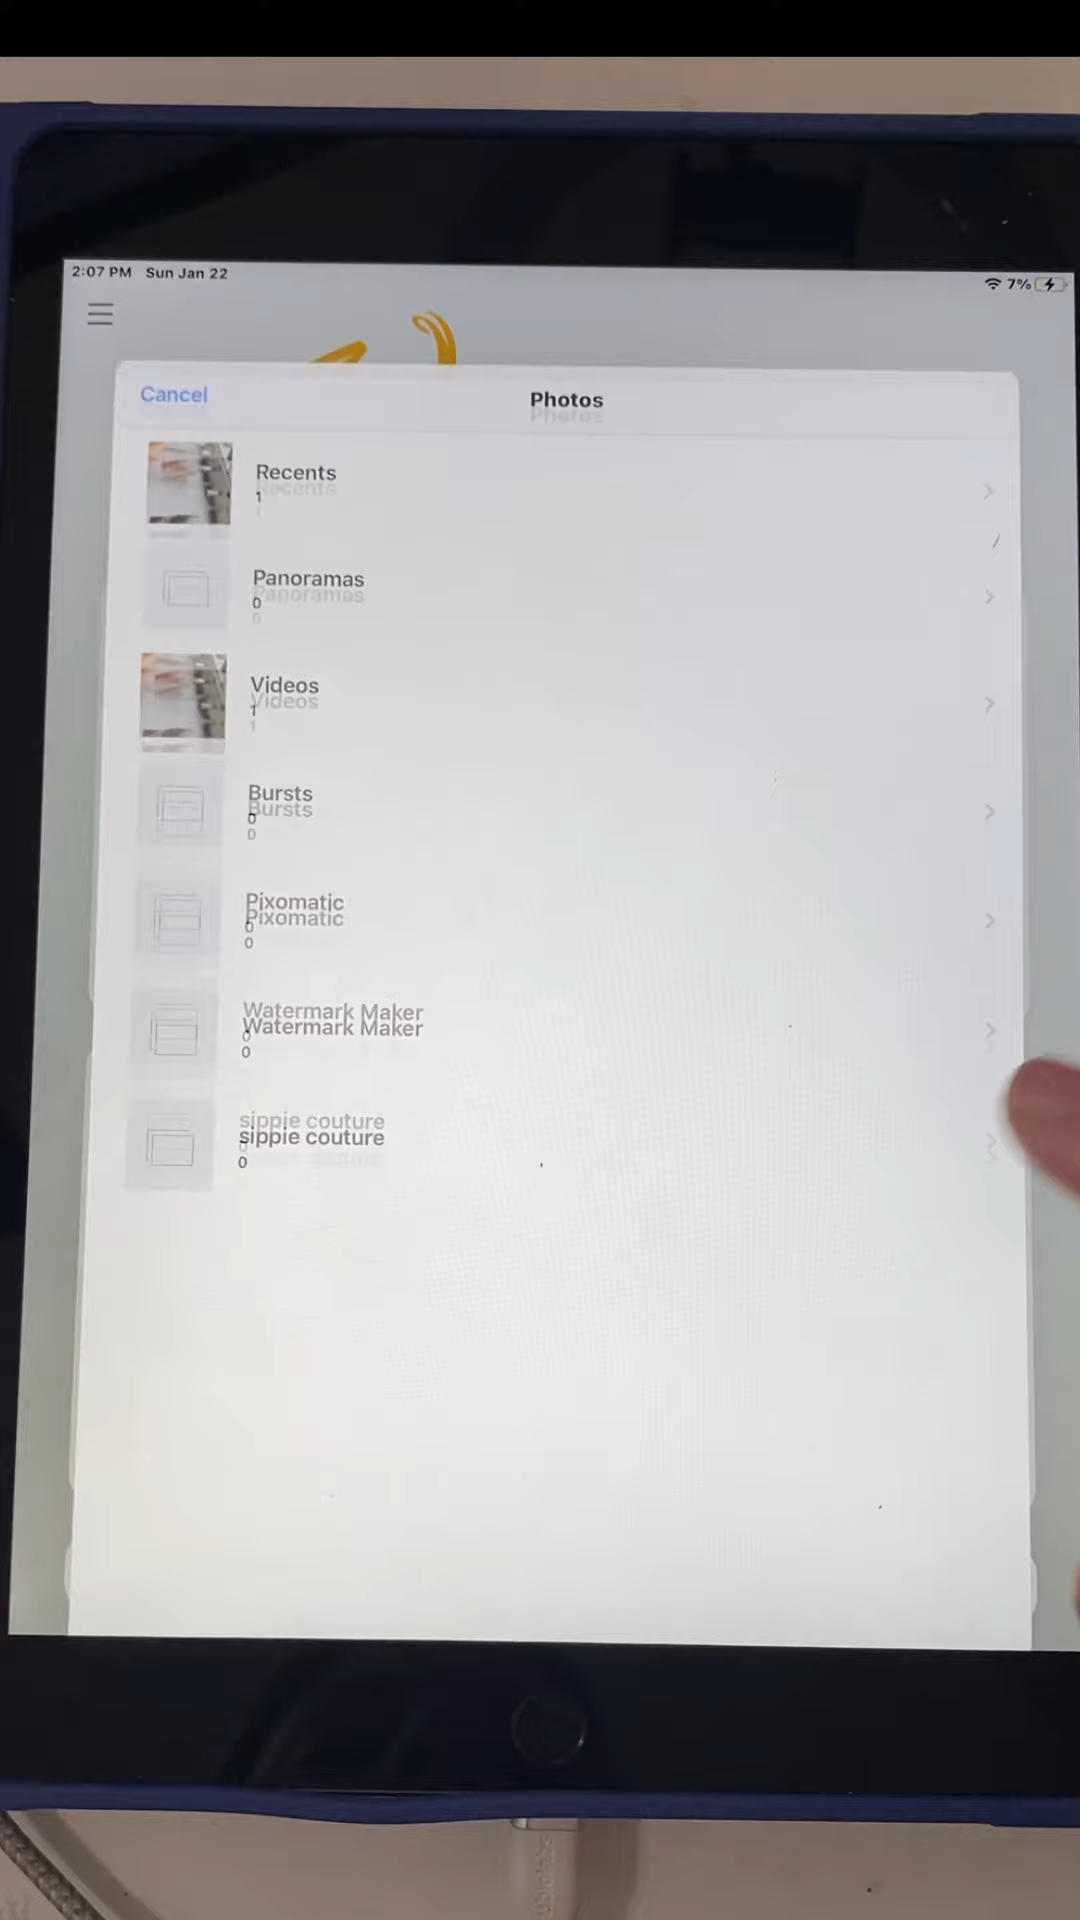 2:07 PM Sun Jan 22
7%
Cancel
Photos
Recents
1
Panoramas
0
Videos
1
Bursts
0
Pixomatic
0
Watermark Maker
0
sippie couture
0